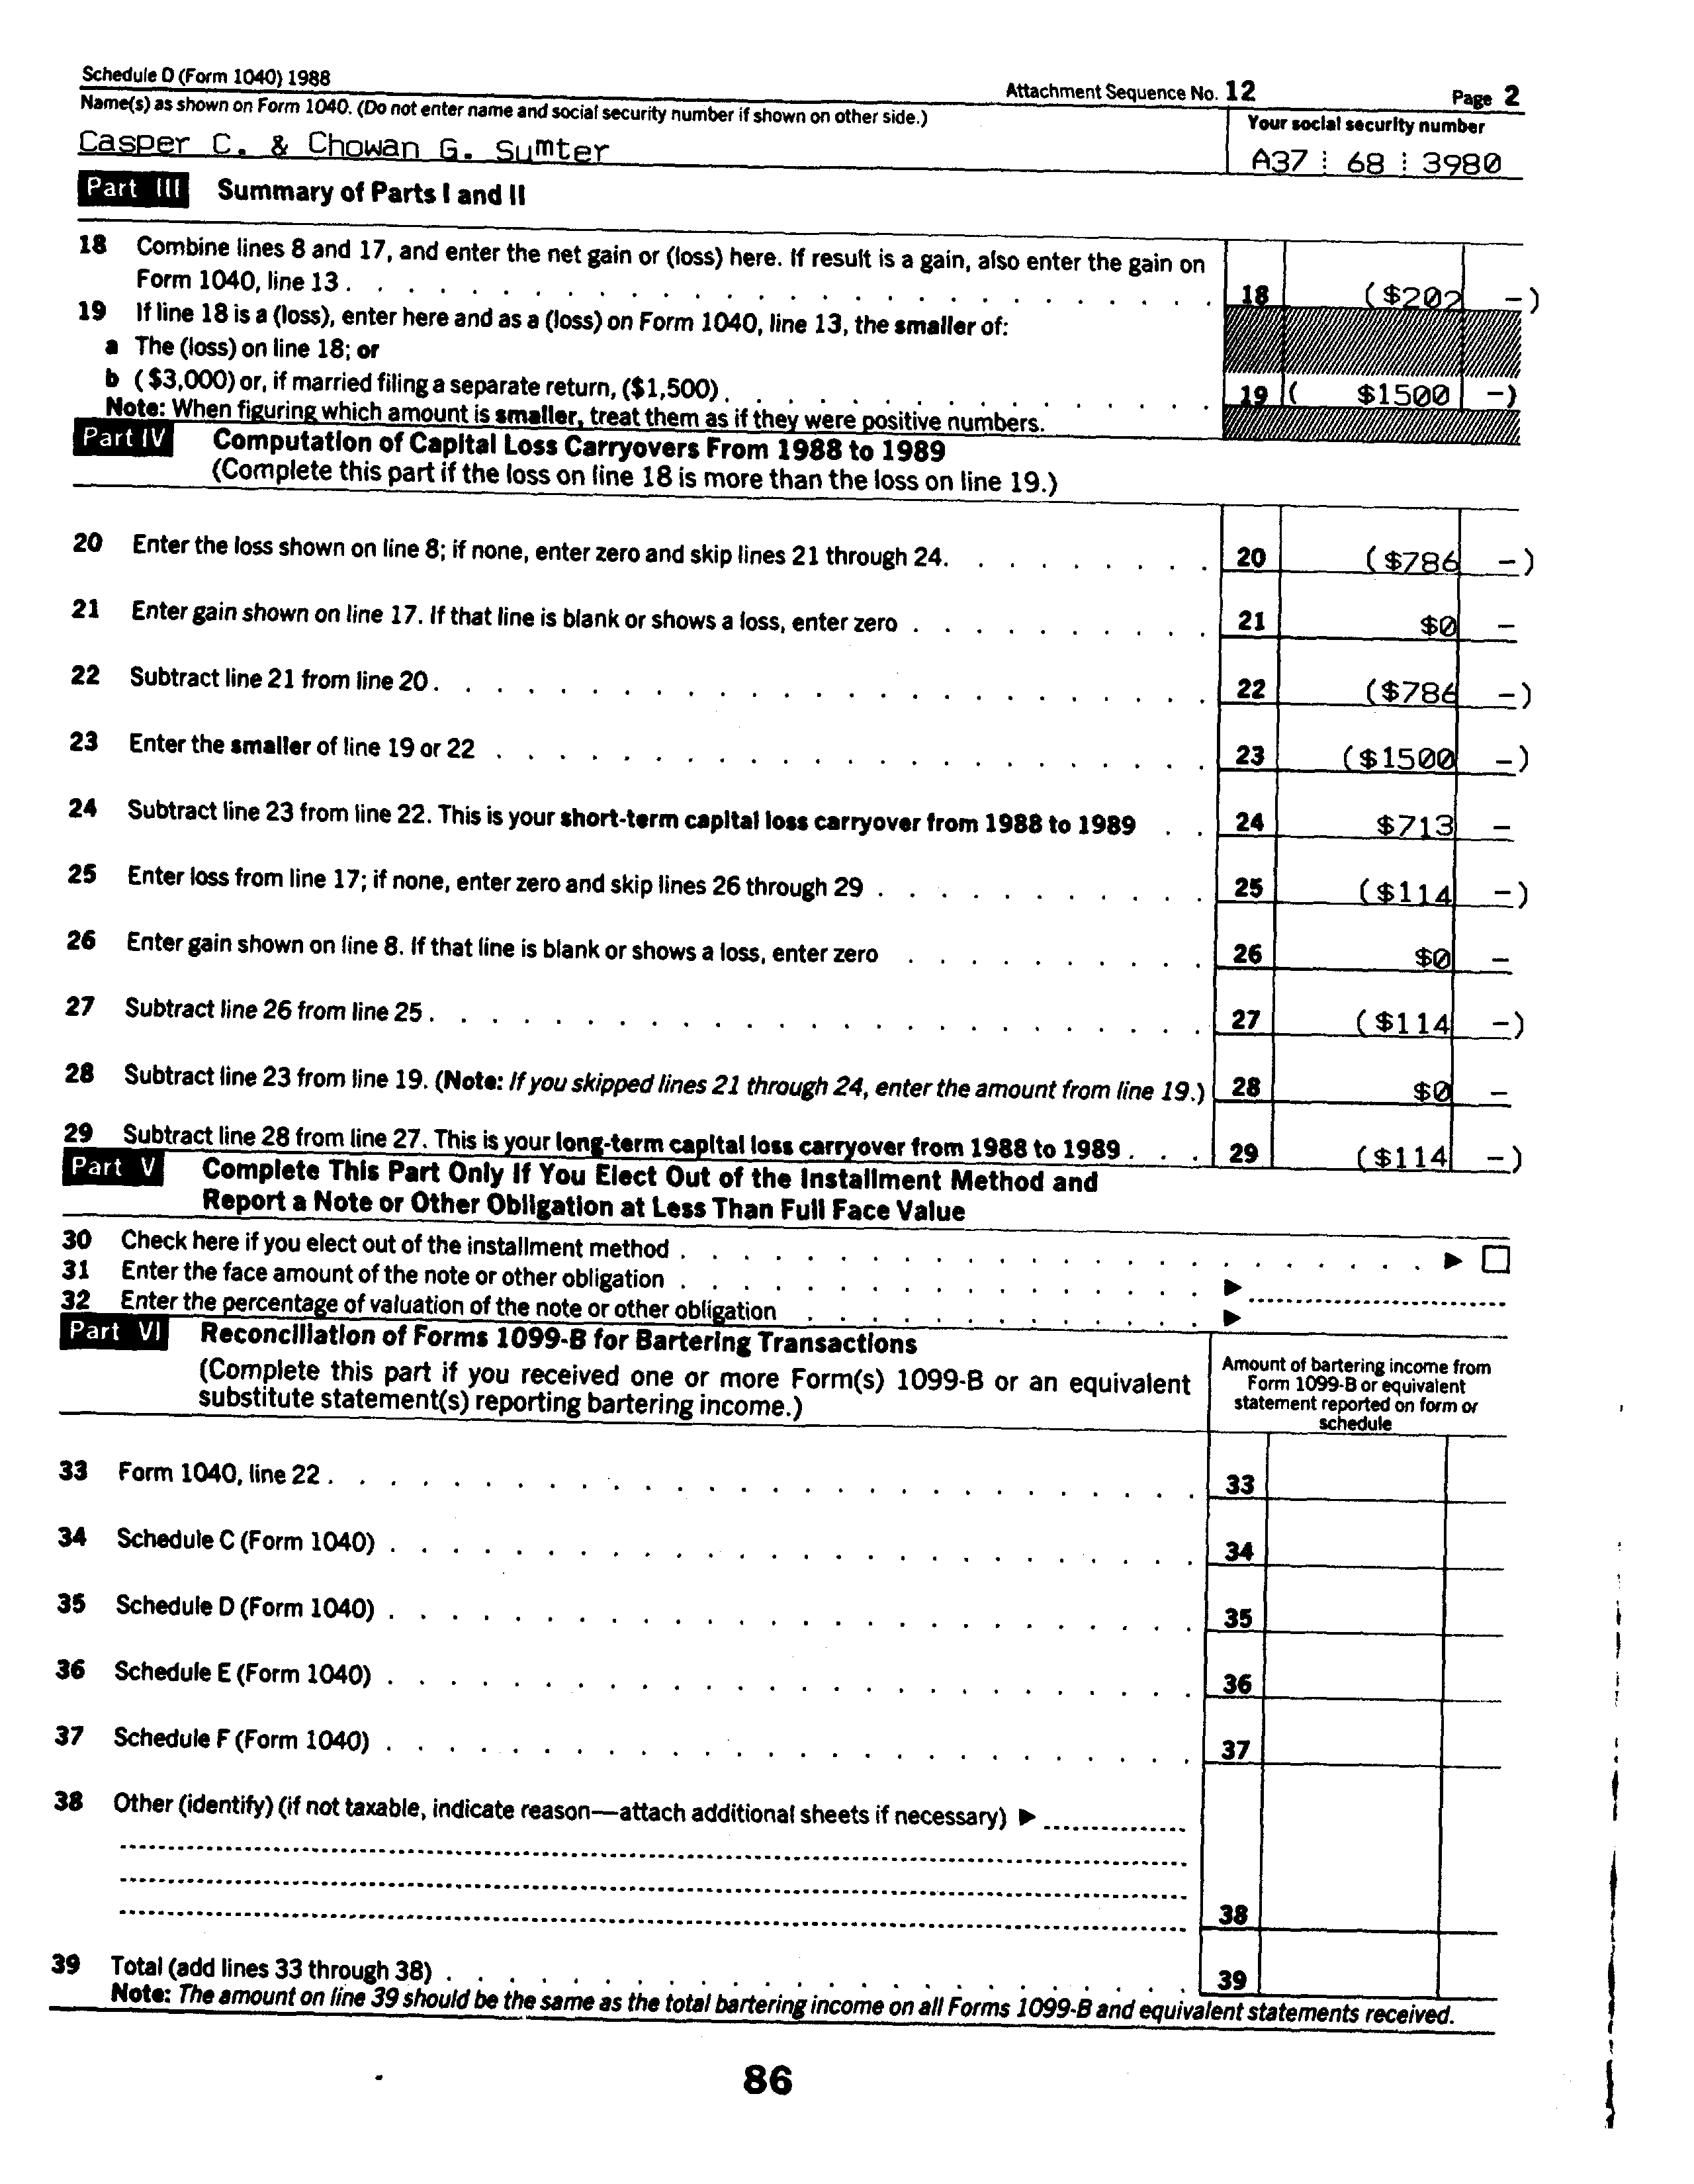 Schedule D (Form 1040) 1988 Attachment Sequence No. 12 Page 2
Name(s) as shown on Form 1040. (Do not enter name and social security number if shown on other side.) Your social security number
Casper C. & Chowan G. Sumter A37 68 3980
Part III Summary of Parts I and II
18 Combine lines 8 and 17, and enter the net gain or (loss) here. If result is a gain, also enter the gain on
Form 1040, line 13 . 18 ($202 –)
19 If line 18 is a (loss), enter here and as a (loss) on Form 1040, line 13, the smaller of:
a The (loss) on line 18; or
b ($3,000) or, if married filing a separate return, ($1,500) . 19 ( $1500 –)
Note: When figuring which amount is smaller, treat them as if they were positive numbers.
Part IV Computation of Capital Loss Carryovers From 1988 to 1989
(Complete this part if the loss on line 18 is more than the loss on line 19.)
20 Enter the loss shown on line 8; if none, enter zero and skip lines 21 through 24. 20 ($786 –)
21 Enter gain shown on line 17. If that line is blank or shows a loss, enter zero . 21 $0 –
22 Subtract line 21 from line 20 . 22 ($786 –)
23 Enter the smaller of line 19 or 22 . 23 ($1500 –)
24 Subtract line 23 from line 22. This is your short-term capital loss carryover from 1988 to 1989 . 24 $713 –
25 Enter loss from line 17; if none, enter zero and skip lines 26 through 29 . 25 ($114 –)
26 Enter gain shown on line 8. If that line is blank or shows a loss, enter zero . 26 $0 –
27 Subtract line 26 from line 25 . 27 ($114 –)
28 Subtract line 23 from line 19. (Note: If you skipped lines 21 through 24, enter the amount from line 19.) 28 $0 –
29 Subtract line 28 from line 27. This is your long-term capital loss carryover from 1988 to 1989 . 29 ($114 –)
Part V Complete This Part Only If You Elect Out of the Installment Method and
Report a Note or Other Obligation at Less Than Full Face Value
30 Check here if you elect out of the installment method . ▶ ☐
31 Enter the face amount of the note or other obligation . ▶
32 Enter the percentage of valuation of the note or other obligation . ▶
Part VI Reconciliation of Forms 1099-B for Bartering Transactions
(Complete this part if you received one or more Form(s) 1099-B or an equivalent
substitute statement(s) reporting bartering income.)
Amount of bartering income from
Form 1099-B or equivalent
statement reported on form or
schedule
33 Form 1040, line 22 . 33
34 Schedule C (Form 1040) . 34
35 Schedule D (Form 1040) . 35
36 Schedule E (Form 1040) . 36
37 Schedule F (Form 1040) . 37
38 Other (identify) (if not taxable, indicate reason—attach additional sheets if necessary) ▶
38
39 Total (add lines 33 through 38) . 39
Note: The amount on line 39 should be the same as the total bartering income on all Forms 1099-B and equivalent statements received.
86